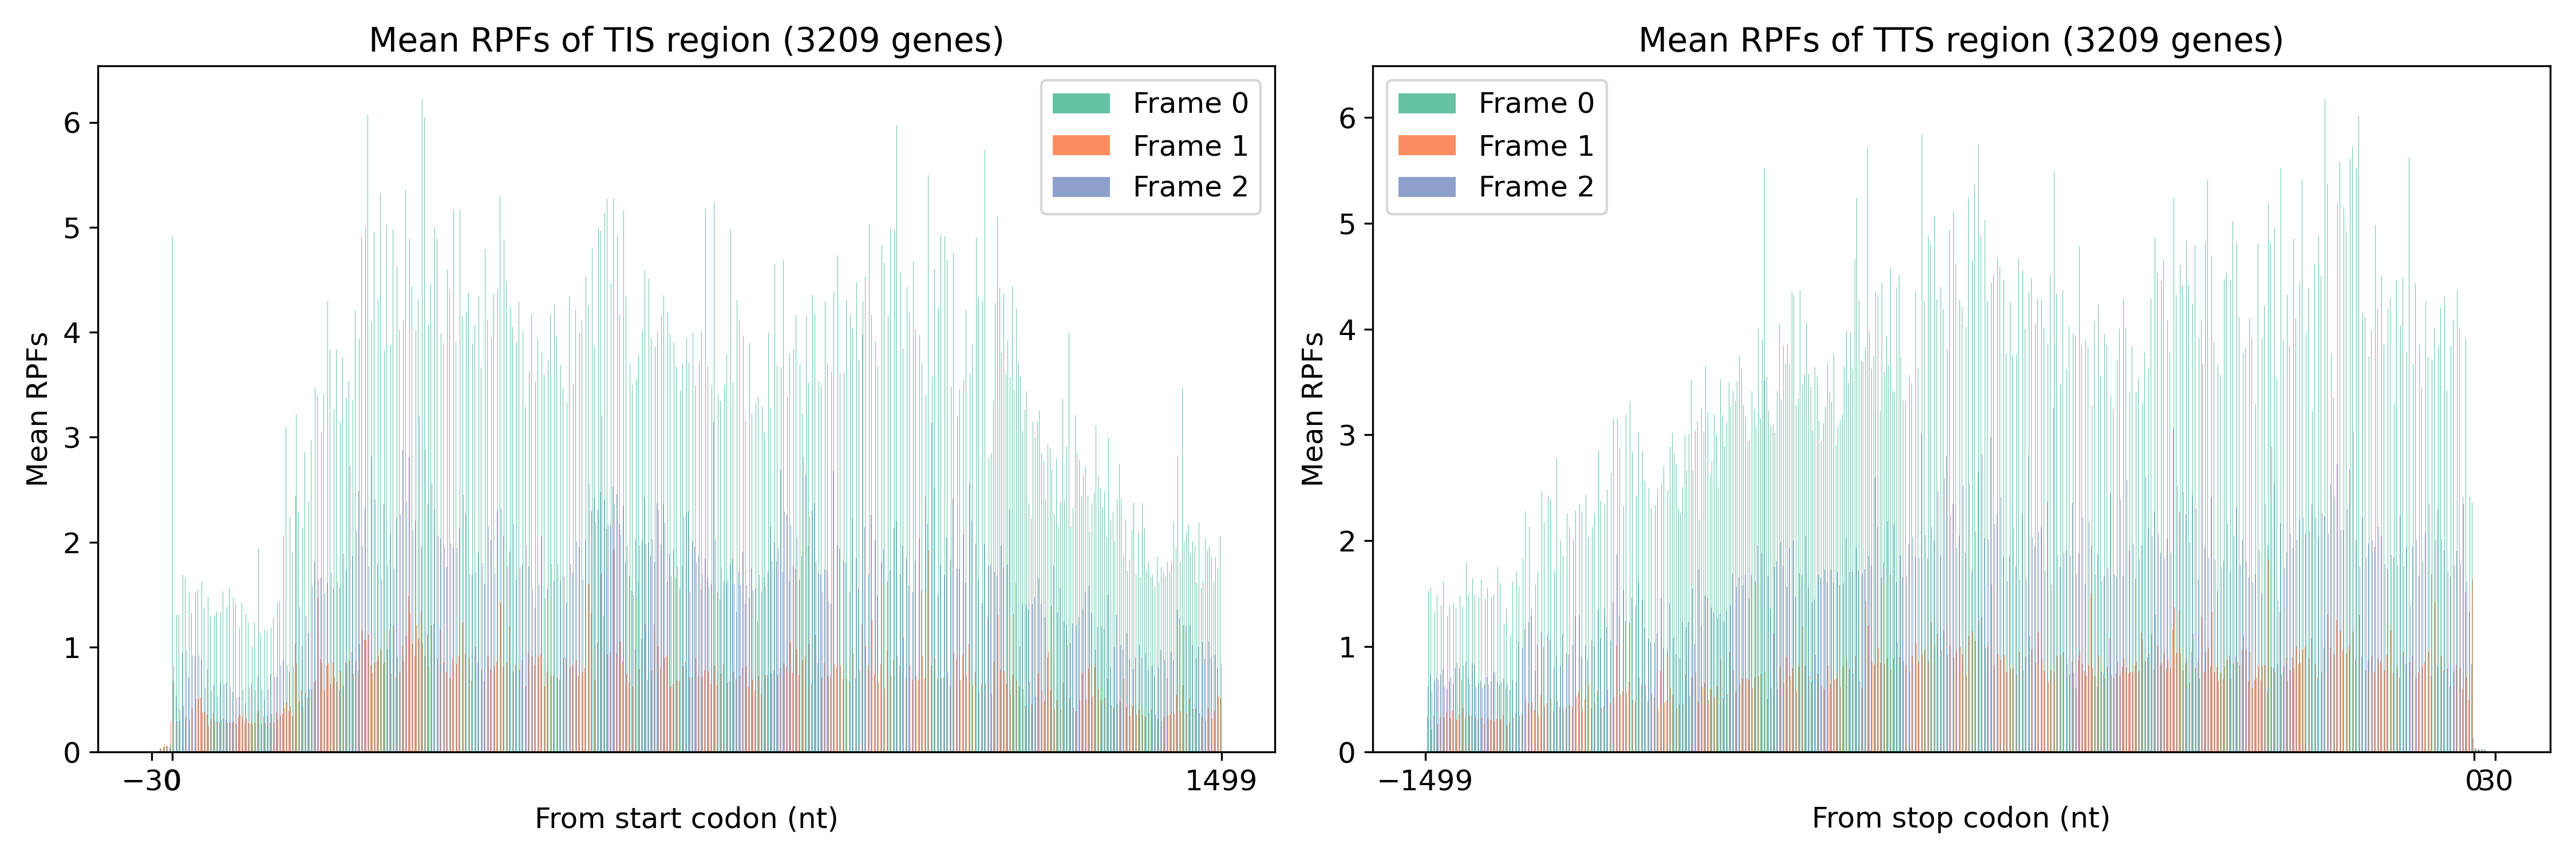 Mean RPFs of TIS region (3209 genes)
Frame 0
Frame 1
Frame 2
6
5
4
3
2
1
0
Mean RPFs
−30
0
1499
From start codon (nt)
Mean RPFs of TTS region (3209 genes)
Frame 0
Frame 1
Frame 2
6
5
4
3
2
1
0
Mean RPFs
−1499
0
30
From stop codon (nt)